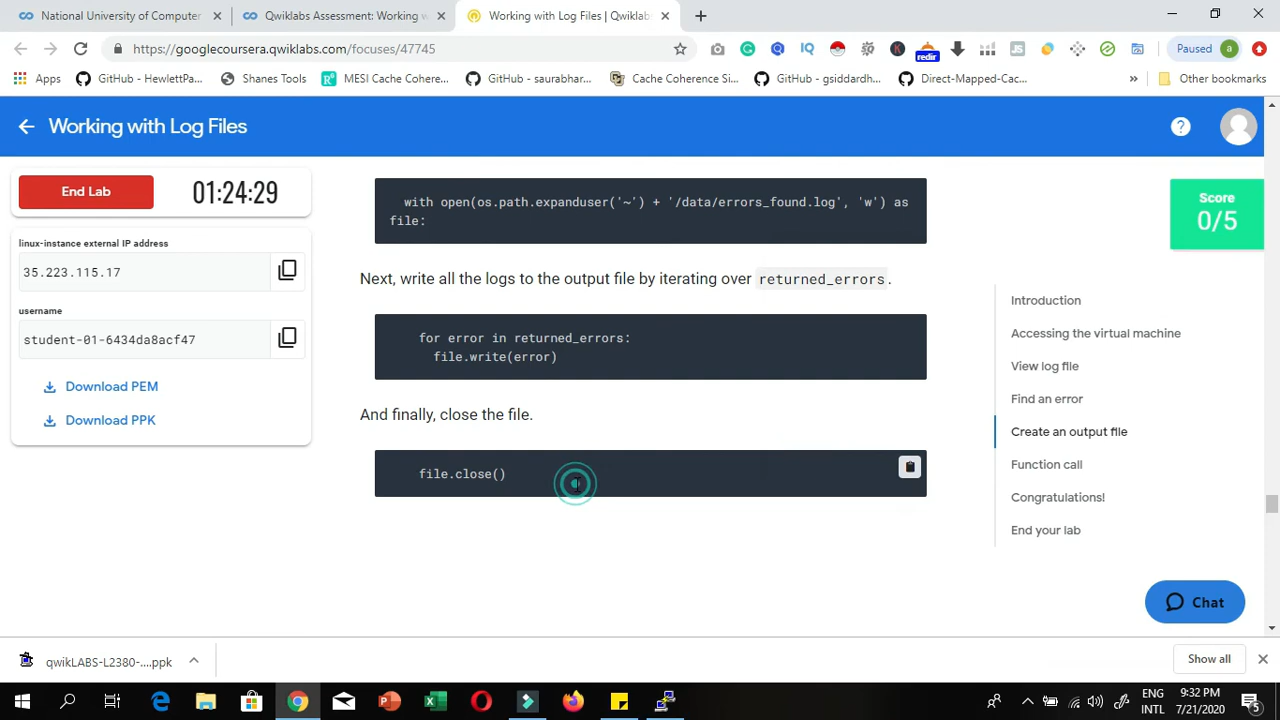 National University of Computer
Qwiklabs Assessment: Working w
Working with Log Files | Qwiklabs
https://googlecoursera.qwiklabs.com/focuses/47745
IQ
JS
redir
Paused
a
Apps
GitHub - HewlettPa...
Shanes Tools
MESI Cache Cohere...
GitHub - saurabhar...
Cache Coherence Si...
GitHub - gsiddardh...
Direct-Mapped-Cac...
»
Other bookmarks
Working with Log Files
End Lab
01:24:29
linux-instance external IP address
35.223.115.17
username
student-01-6434da8acf47
Download PEM
Download PPK
with open(os.path.expanduser('~') + '/data/errors_found.log', 'w') as
file:
Next, write all the logs to the output file by iterating over returned_errors.
for error in returned_errors:
file.write(error)
And finally, close the file.
file.close()
Score
0/5
Introduction
Accessing the virtual machine
View log file
Find an error
Create an output file
Function call
Congratulations!
End your lab
Chat
qwikLABS-L2380-....ppk
Show all
ENG
INTL
9:32 PM
7/21/2020
5